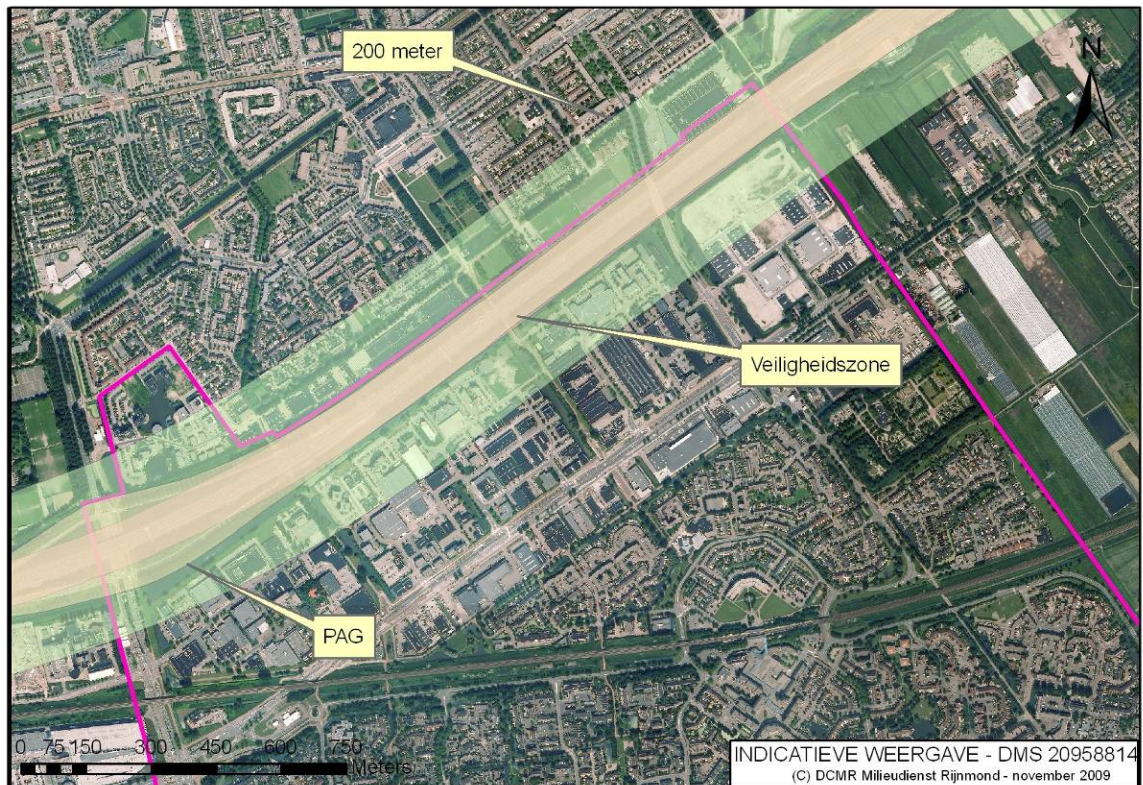 200 meter
N
Veiligheidszone
PAG
0 75 150 300 450 600 750
Meters
INDICATIEVE WEERGAVE - DMS 20958814
(C) DCMR Milieudienst Rijnmond - november 2009